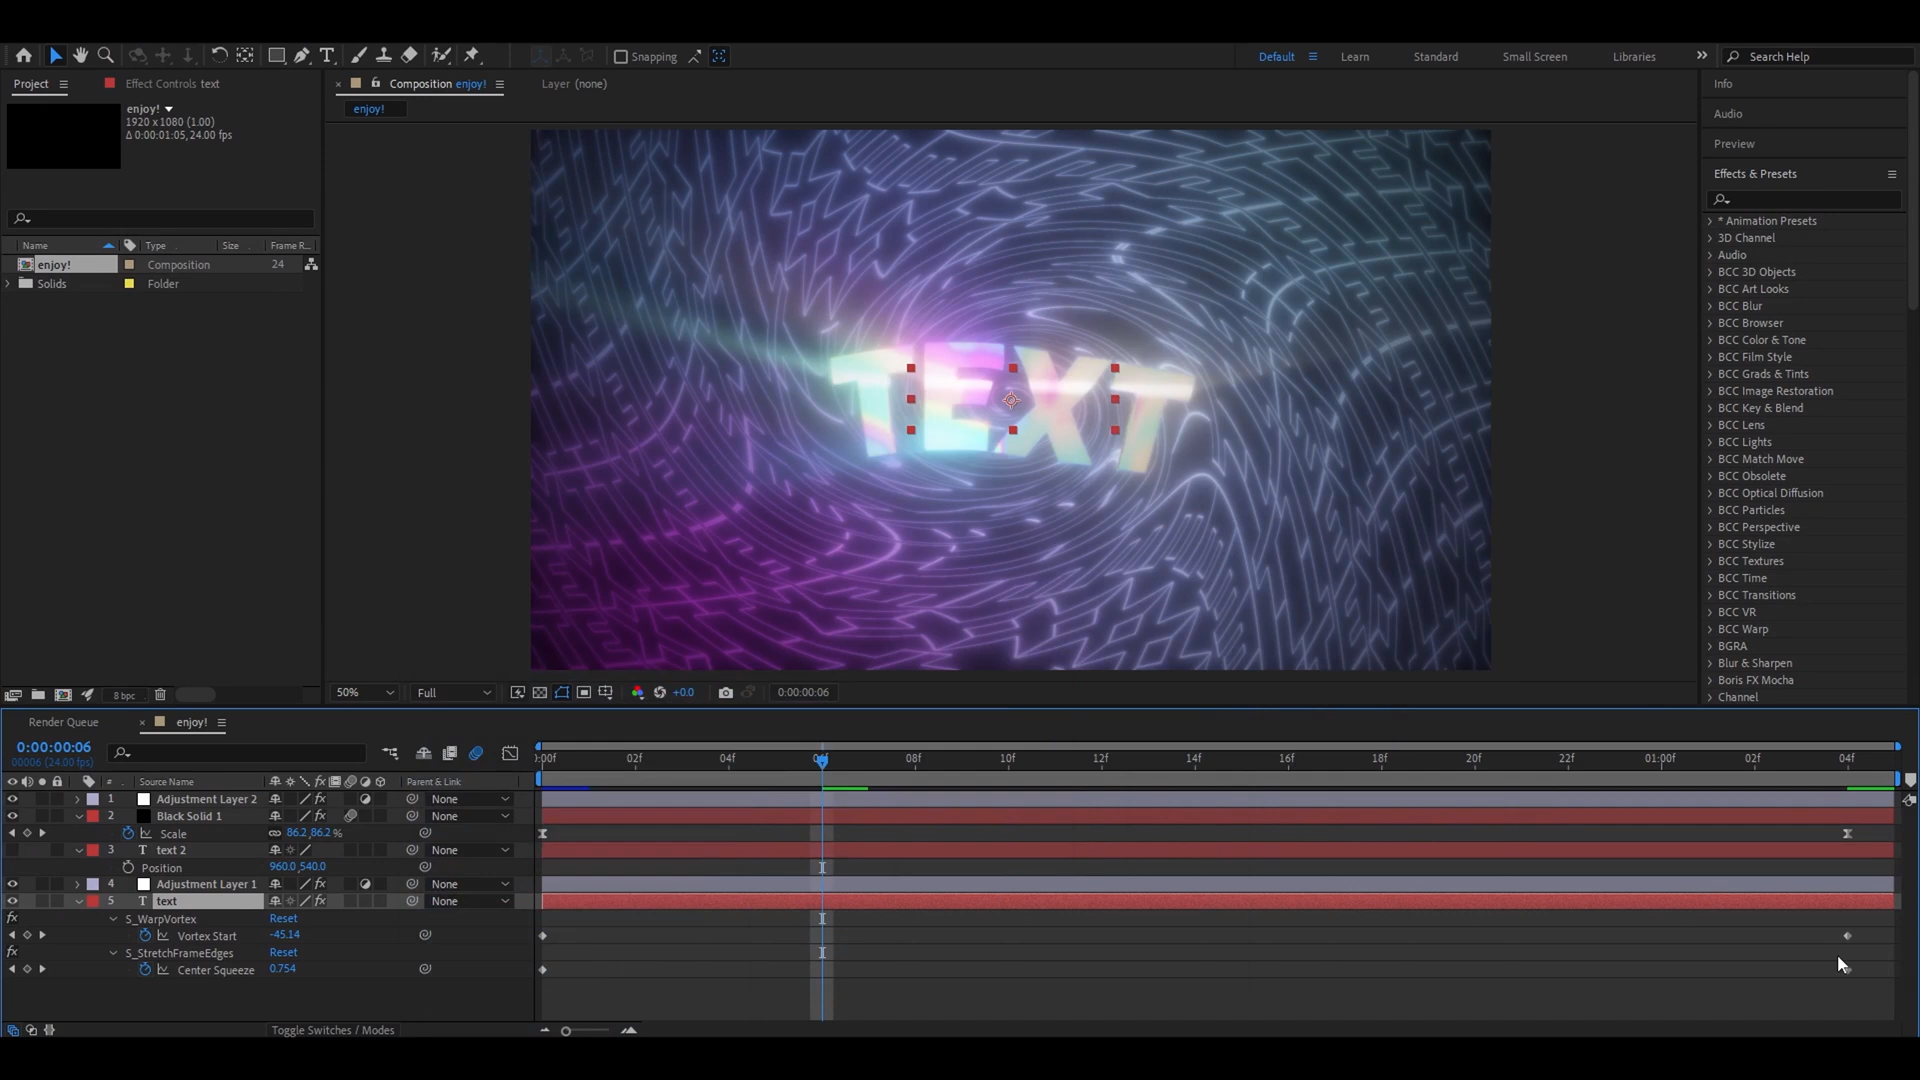 Snapping
Default
Learn
Standard
Small Screen
Libraries
Search Help
Project
Effect Controls text
Composition enjoy!
Layer (none)
enjoy!
enjoy!
1920 x 1080 (1.00)
Δ 0:00:01:05, 24.00 fps
Name
Type
Size
Frame R...
enjoy!
Composition
24
Solids
Folder
8 bpc
TEXT
50%
Full
+0.0
0:00:00:06
Info
Audio
Preview
Effects & Presets
* Animation Presets
3D Channel
Audio
BCC 3D Objects
BCC Art Looks
BCC Blur
BCC Browser
BCC Color & Tone
BCC Film Style
BCC Grads & Tints
BCC Image Restoration
BCC Key & Blend
BCC Lens
BCC Lights
BCC Match Move
BCC Obsolete
BCC Optical Diffusion
BCC Particles
BCC Perspective
BCC Stylize
BCC Textures
BCC Time
BCC Transitions
BCC VR
BCC Warp
BGRA
Blur & Sharpen
Boris FX Mocha
Channel
Render Queue
enjoy!
0:00:00:06
00006 (24.00 fps)
:00f 02f 04f 08f 10f 12f 14f 16f 18f 20f 22f 01:00f 02f 04f
# Source Name Parent & Link
1 Adjustment Layer 2 None
2 Black Solid 1 None
Scale 86.2,86.2 %
3 T text 2 None
Position 960.0,540.0
4 Adjustment Layer 1 None
5 T text None
fx S_WarpVortex Reset
Vortex Start -45.14
fx S_StretchFrameEdges Reset
Center Squeeze 0.754
Toggle Switches / Modes